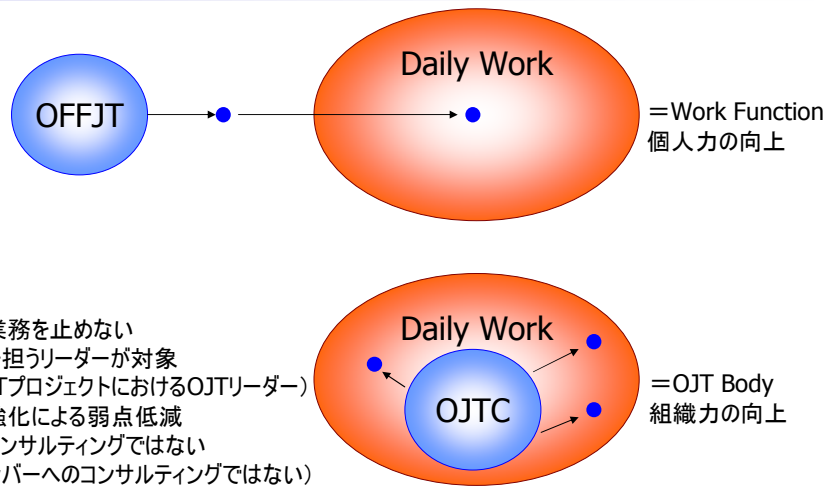 Daily Work
OFFJT
=Work Function
個人力の向上
業務を止めない
担うリーダーが対象
TプロジェクトにおけるOJTリーダー）
強化による弱点低減
コンサルティングではない
バーへのコンサルティングではない）
Daily Work
OJTC
=OJT Body
組織力の向上